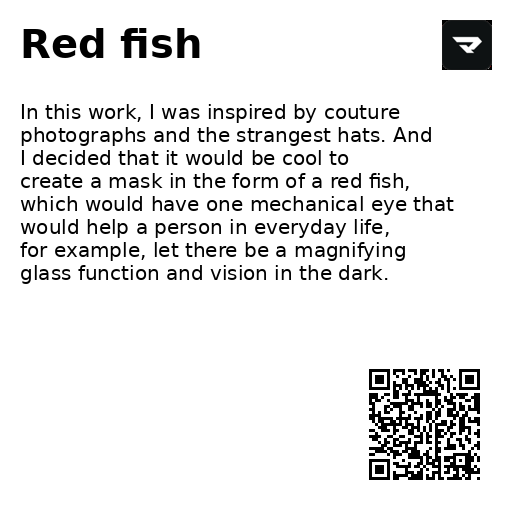 Red fish
In this work, I was inspired by couture
photographs and the strangest hats. And
I decided that it would be cool to
create a mask in the form of a red fish,
which would have one mechanical eye that
would help a person in everyday life,
for example, let there be a magnifying
glass function and vision in the dark.